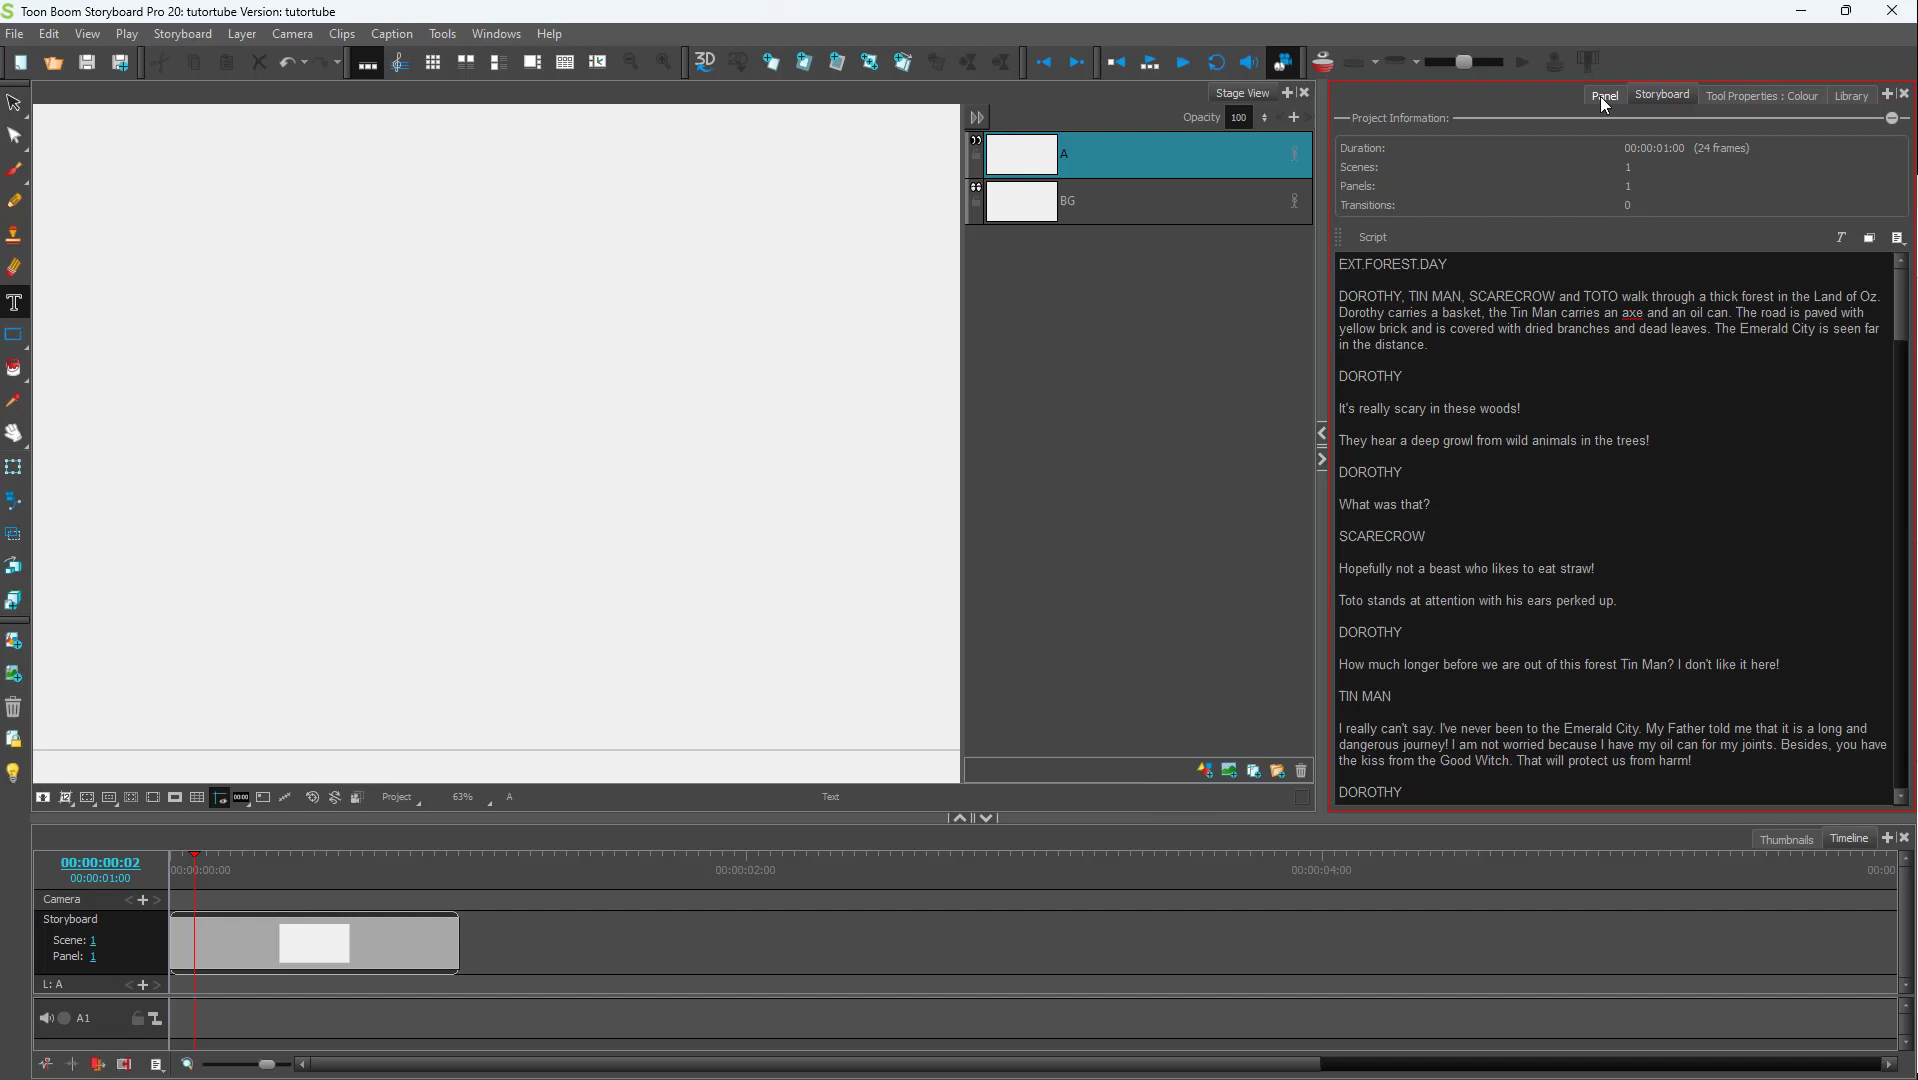 Toon Boom Storyboard Pro 20: tutortube Version: tutortube
File Edit View Play Storyboard Layer Camera Clips Caption Tools Windows Help
3D
Stage View
Panel Storyboard Tool Properties : Colour Library
Opacity 100
A
BG
Project Information:
Duration: 00:00:01:00 (24 frames)
Scenes: 1
Panels: 1
Transitions: 0
Script
EXT.FOREST.DAY
DOROTHY, TIN MAN, SCARECROW and TOTO walk through a thick forest in the Land of Oz.
Dorothy carries a basket, the Tin Man carries an axe and an oil can. The road is paved with
yellow brick and is covered with dried branches and dead leaves. The Emerald City is seen far
in the distance.
DOROTHY
It's really scary in these woods!
They hear a deep growl from wild animals in the trees!
DOROTHY
What was that?
SCARECROW
Hopefully not a beast who likes to eat straw!
Toto stands at attention with his ears perked up.
DOROTHY
How much longer before we are out of this forest Tin Man? I don't like it here!
TIN MAN
I really can't say. I've never been to the Emerald City. My Father told me that it is a long and
dangerous journey! I am not worried because I have my oil can for my joints. Besides, you have
the kiss from the Good Witch. That will protect us from harm!
DOROTHY
Project 63% A Text
Thumbnails Timeline
00:00:00:02
00:00:01:00
00:00:00:00 00:00:02:00 00:00:04:00 00:00
Camera
Storyboard
Scene: 1
Panel: 1
L: A
A1